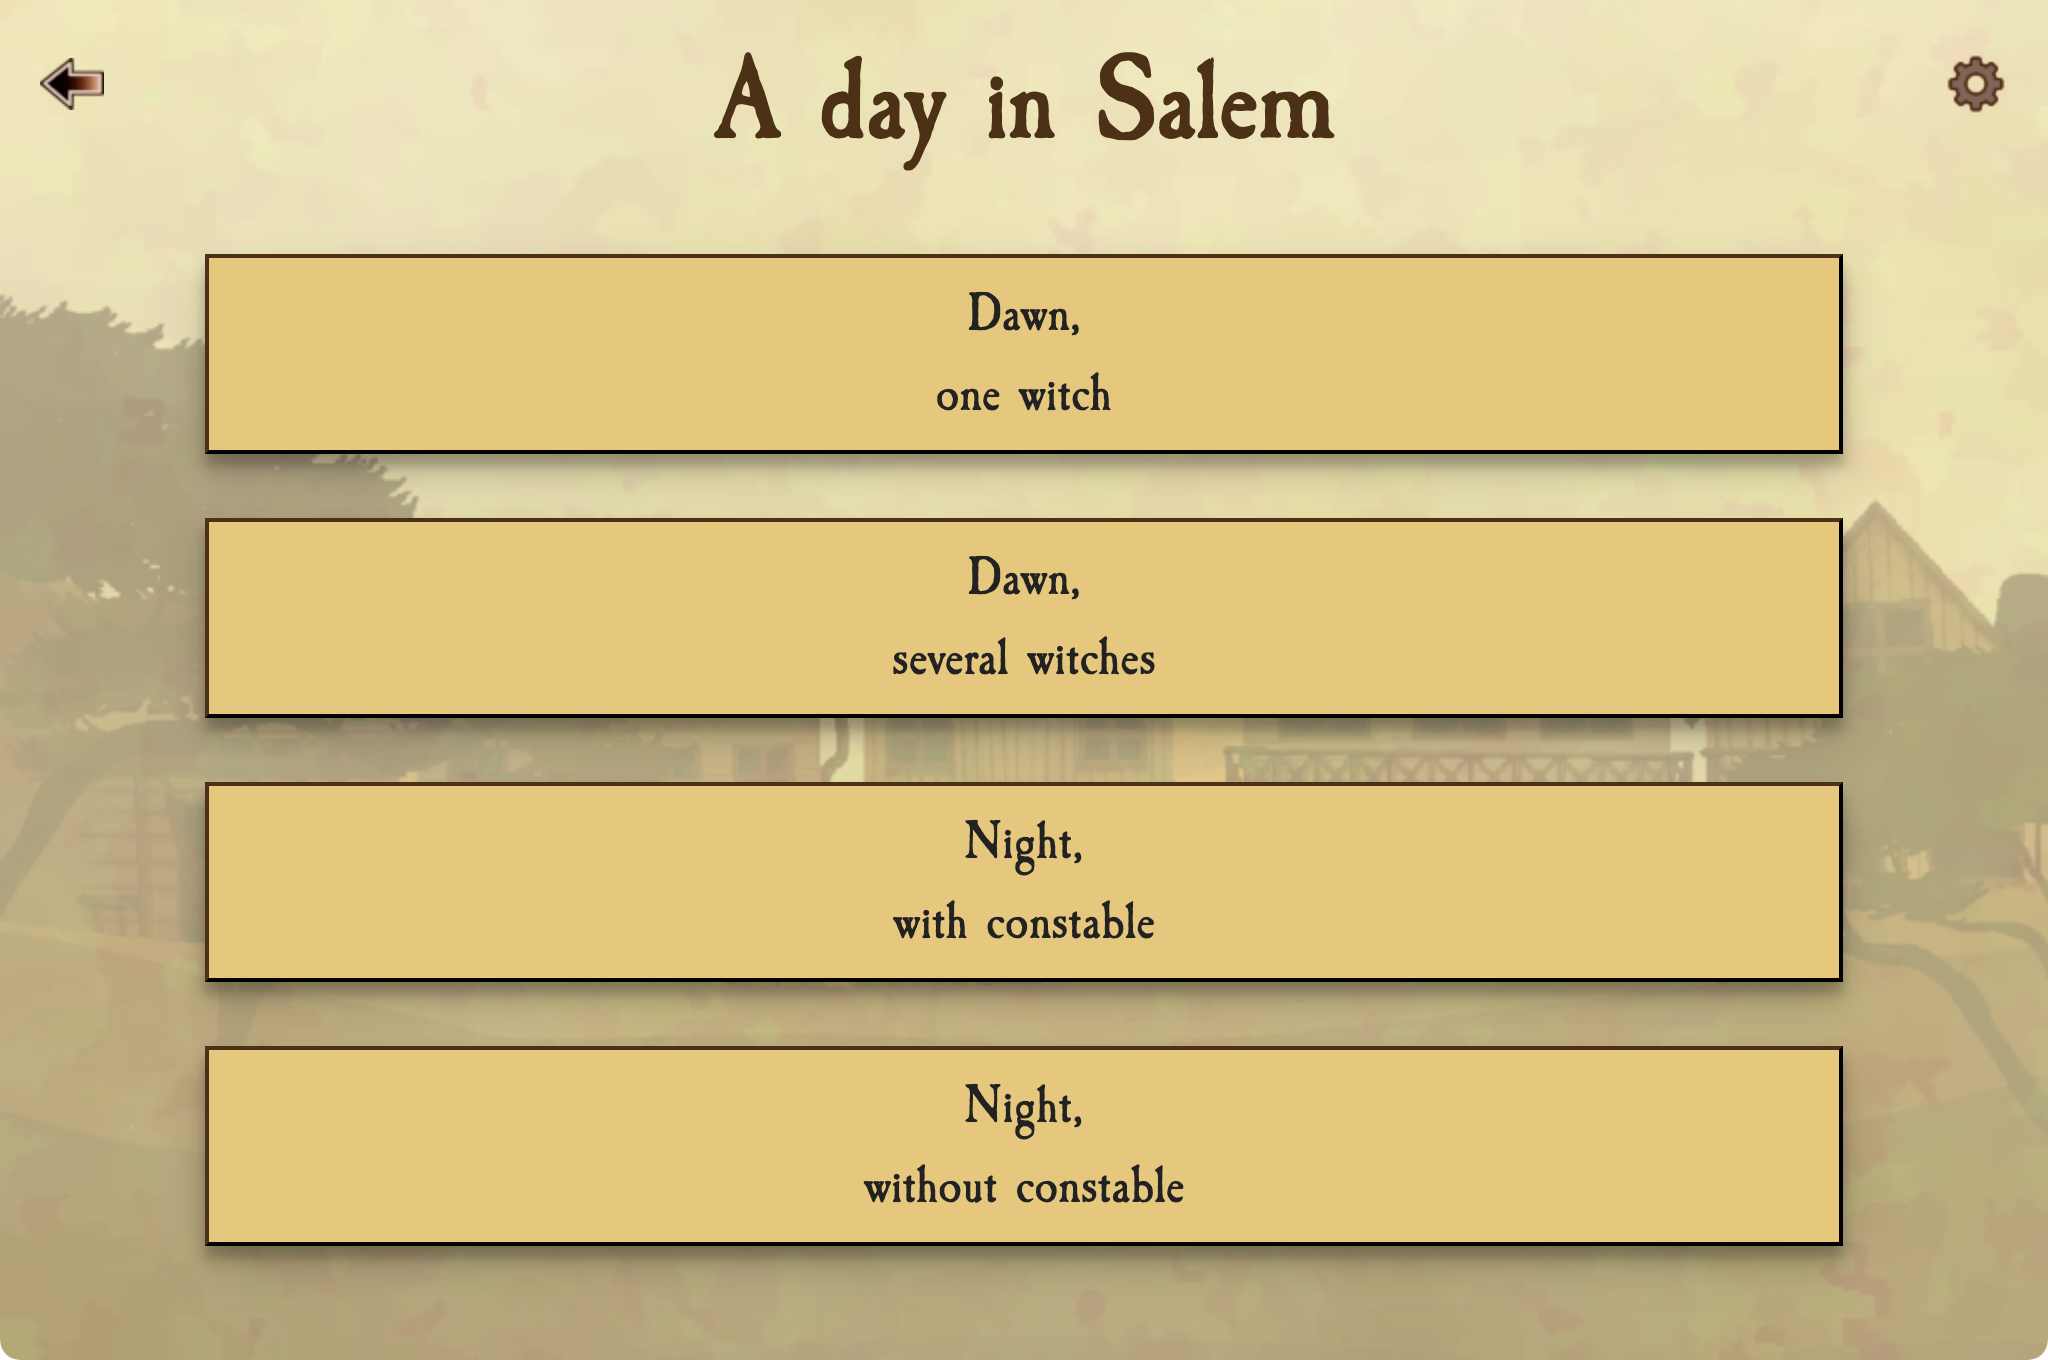 A day in Salem
Dawn,
one witch
Dawn,
several witches
Night,
with constable
Night,
without constable